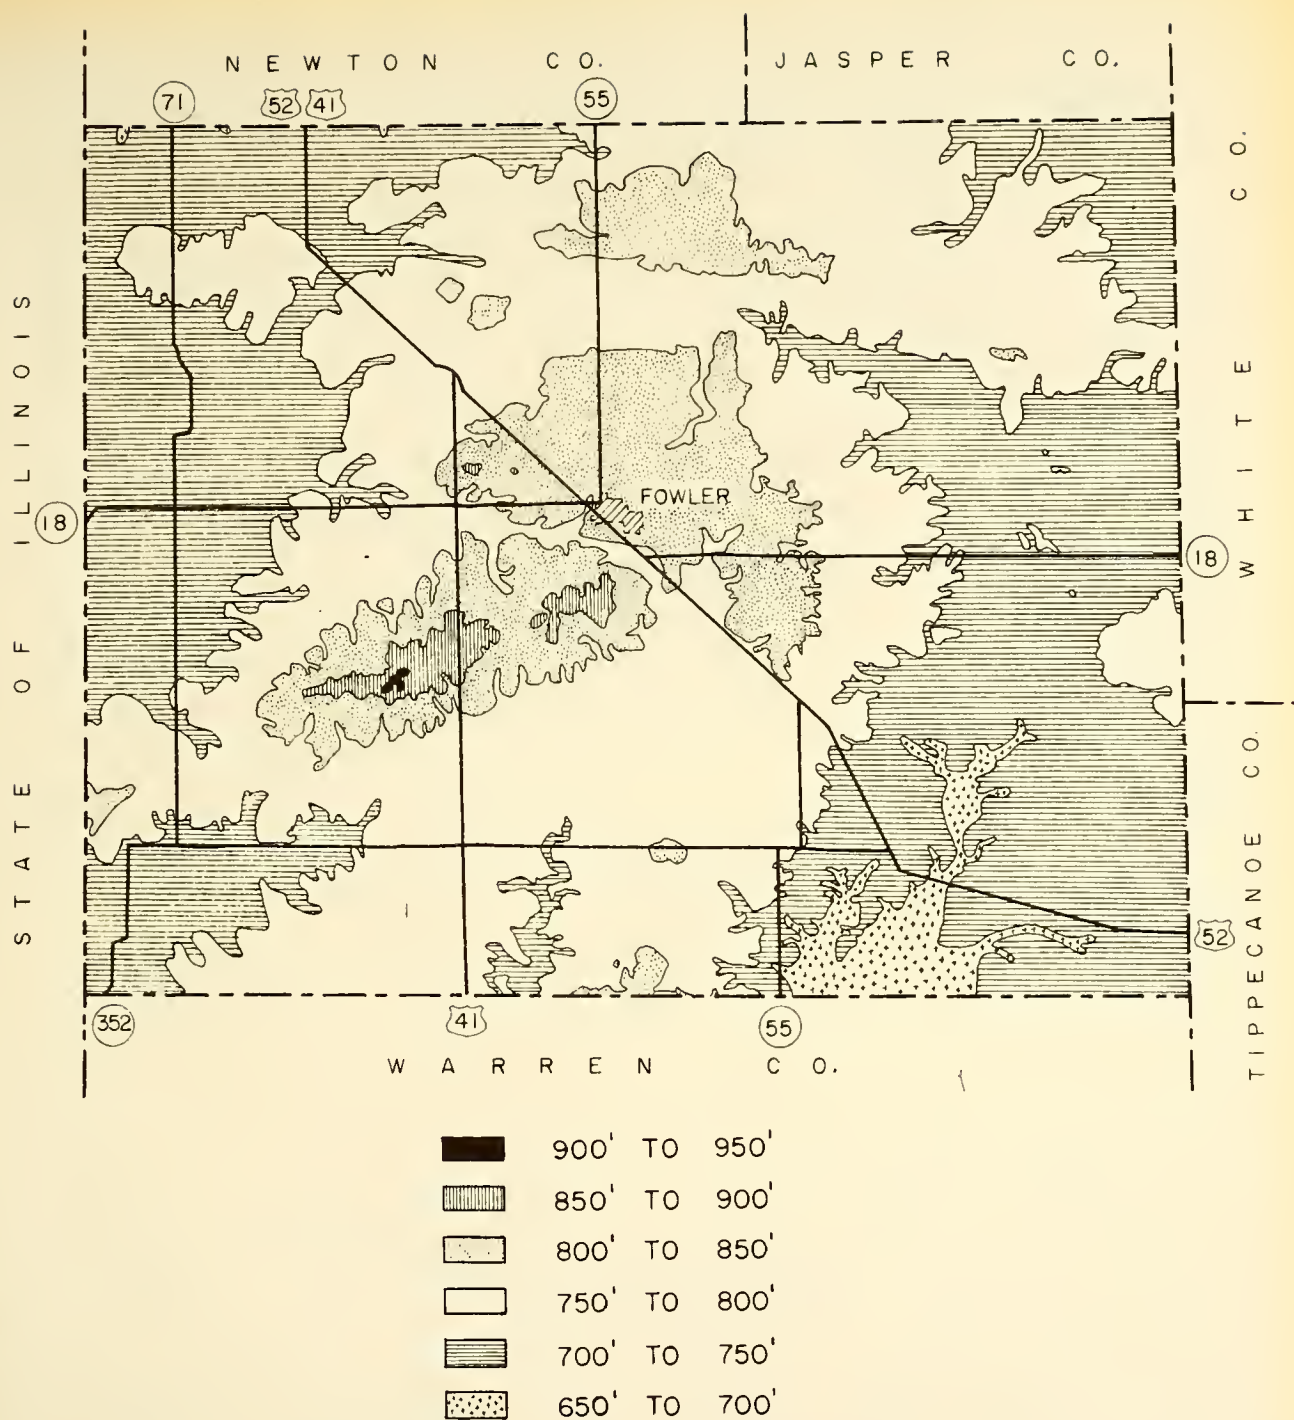 NEWTON CO.
JASPER CO.
71
52
41
55
WHITE CO.
STATE OF ILLINOIS
FOWLER
18
18
TIPPECANOE CO.
52
352
41
55
WARREN CO.
900' TO 950'
850' TO 900'
800' TO 850'
750' TO 800'
700' TO 750'
650' TO 700'